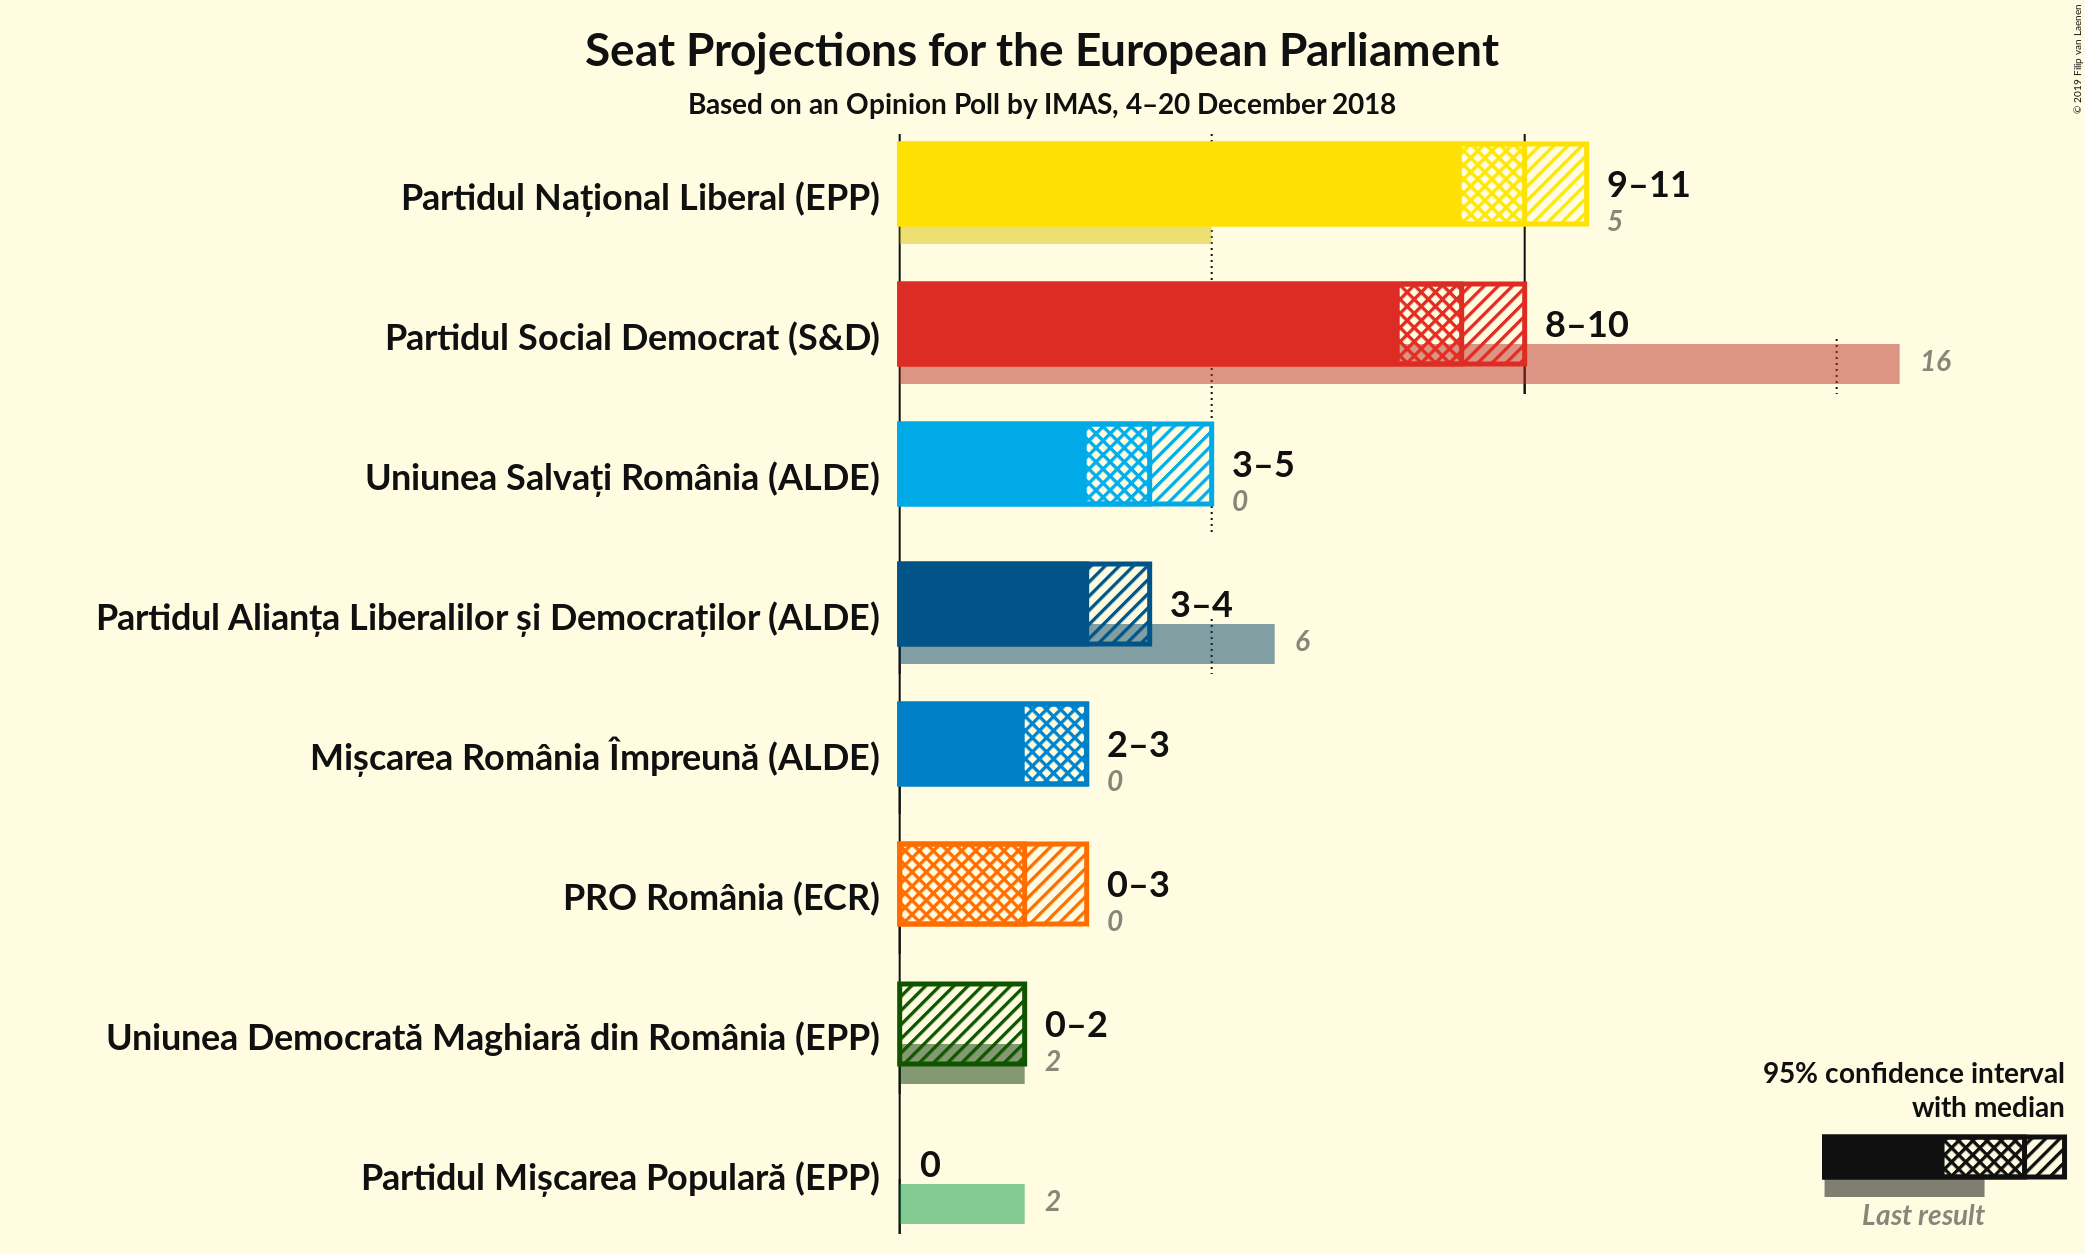 Seat Projections for the European Parliament
Based on an Opinion Poll by IMAS, 4–20 December 2018
© 2019 Filip van Laenen
Partidul Național Liberal (EPP)
9–11
5
Partidul Social Democrat (S&D)
8–10
16
Uniunea Salvați România (ALDE)
3–5
0
Partidul Alianța Liberalilor și Democraților (ALDE)
3–4
6
Mișcarea România Împreună (ALDE)
2–3
0
PRO România (ECR)
0–3
0
Uniunea Democrată Maghiară din România (EPP)
0–2
2
Partidul Mișcarea Populară (EPP)
0
2
95% confidence interval
with median
Last result